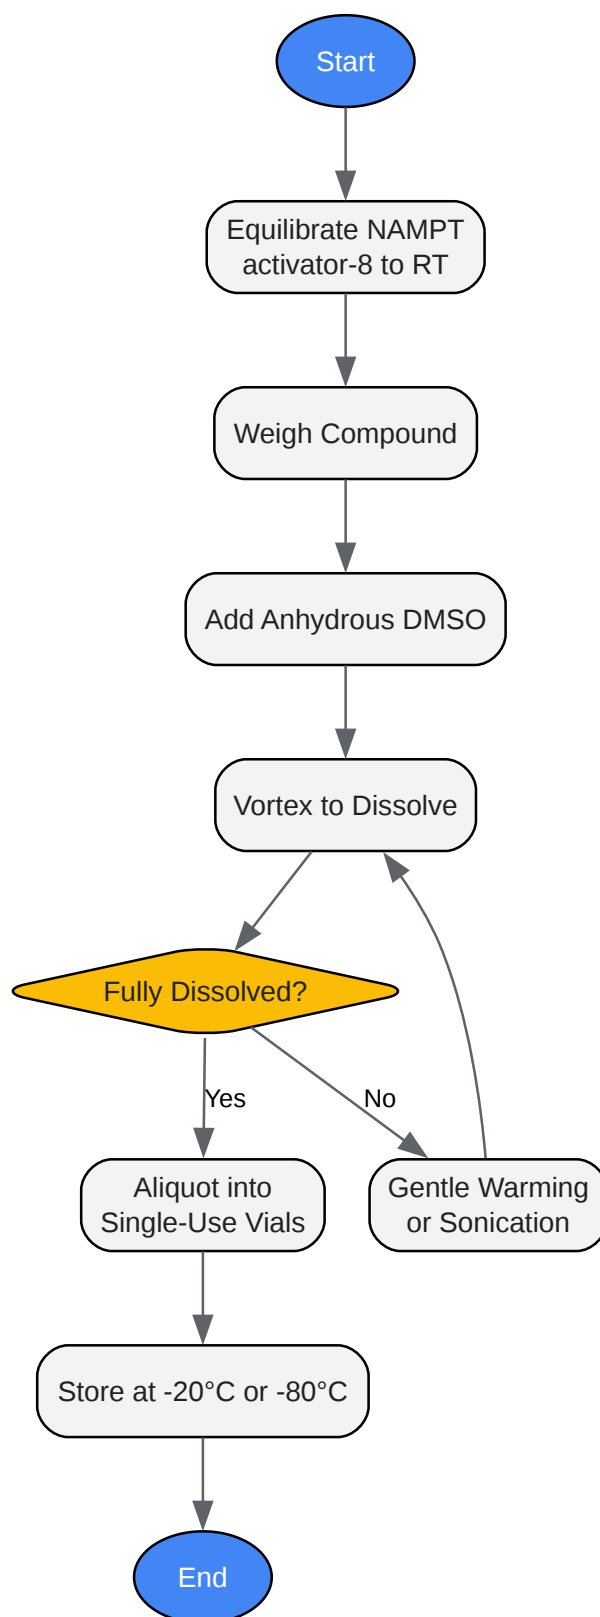 Start
Equilibrate NAMPT
activator-8 to RT
Weigh Compound
Add Anhydrous DMSO
Vortex to Dissolve
Fully Dissolved?
Yes
No
Aliquot into
Single-Use Vials
Gentle Warming
or Sonication
Store at -20°C or -80°C
End